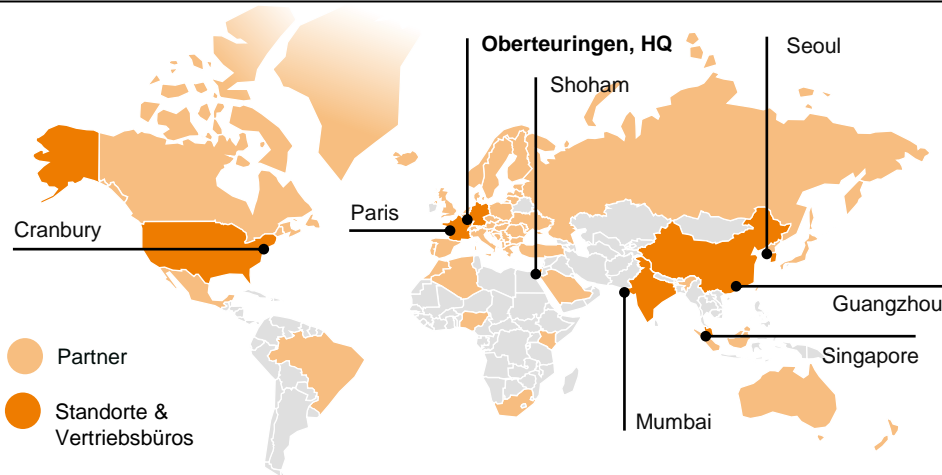 Oberteuringen, HQ
Seoul
Shoham
Paris
Cranbury
Guangzhou
Partner
Singapore
Standorte &
Vertriebsbüros
Mumbai